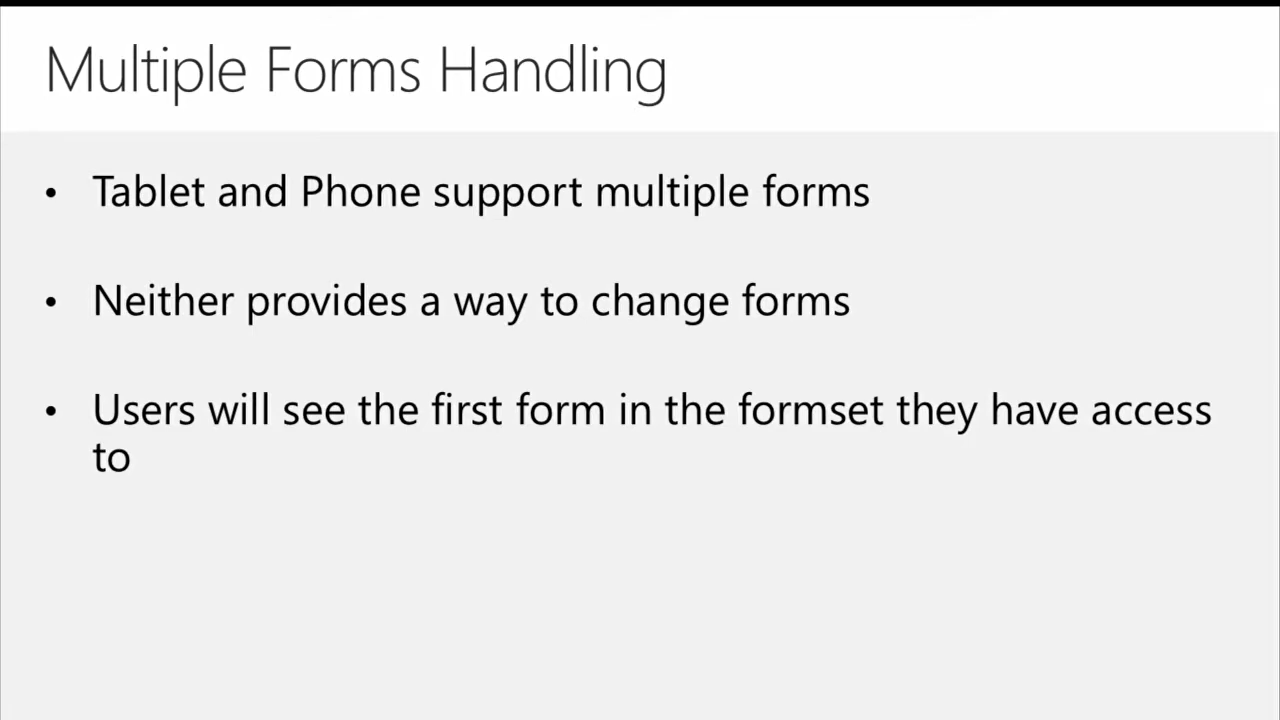 Multiple Forms Handling
• Tablet and Phone support multiple forms
• Neither provides a way to change forms
• Users will see the first form in the formset they have access
to